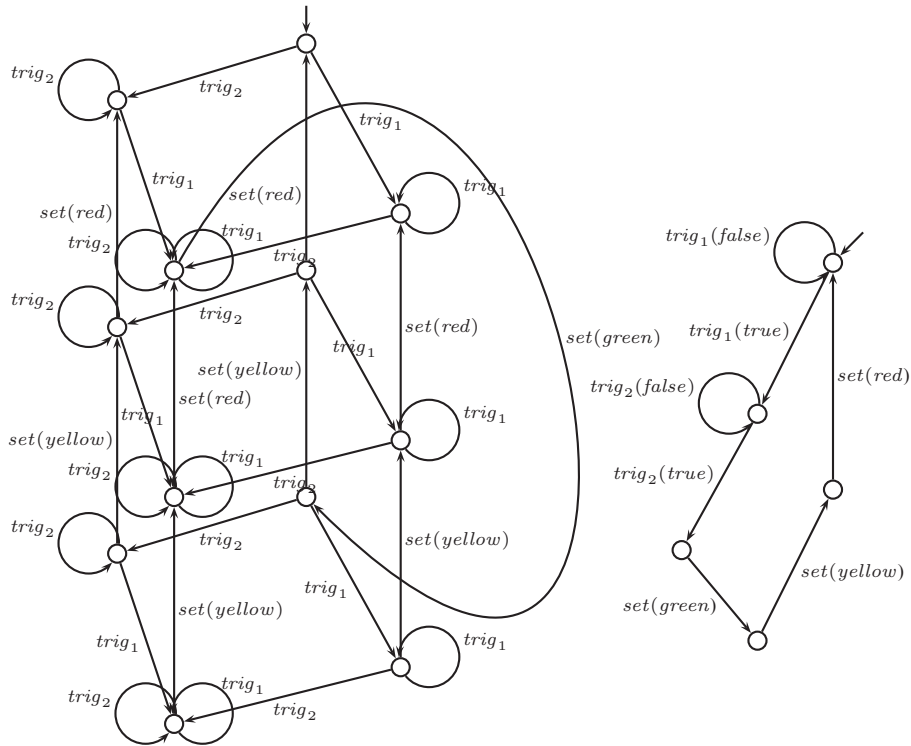 trig₂
trig₂
trig₁
trig₁
trig₁
set(red)
set(red)
trig₂
trig₁
trig₂
trig₂
trig₂
set(red)
set(green)
trig₁
set(yellow)
set(red)
trig₁
trig₁
set(yellow)
trig₂
trig₁
trig₂
trig₂
trig₂
set(yellow)
trig₁
set(yellow)
trig₁
trig₁
trig₂
trig₁
trig₂
trig₁(false)
trig₁(true)
set(red)
trig₂(false)
trig₂(true)
set(yellow)
set(green)